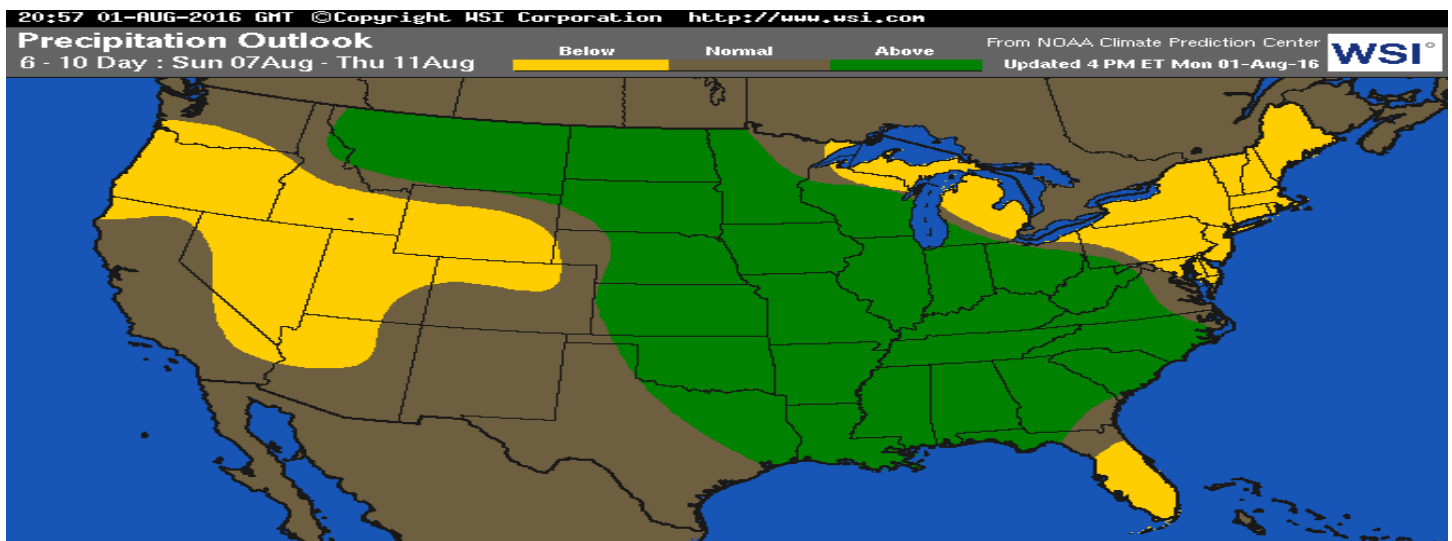 20:57 01-AUG-2016 GMT ©Copyright WSI Corporation http://www.wsi.com
Precipitation Outlook
6 - 10 Day : Sun 07Aug - Thu 11Aug
Below Normal Above
From NOAA Climate Prediction Center
Updated 4 PM ET Mon 01-Aug-16
WSI